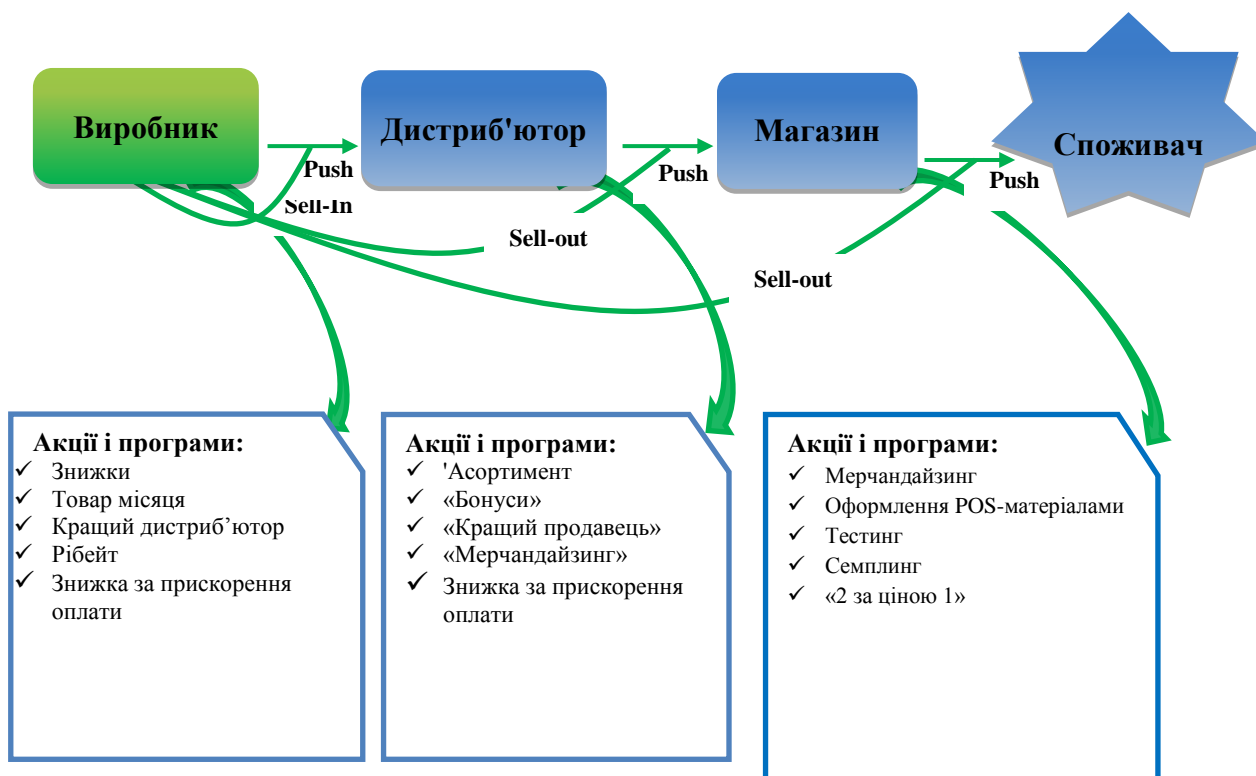 Виробник
Дистриб'ютор
Магазин
Споживач
Push
Push
Push
Sell-In
Sell-out
Sell-out
Акції і програми:
Знижки
Товар місяця
Кращий дистриб’ютор
Рібейт
Знижка за прискорення
оплати
Акції і програми:
'Асортимент
«Бонуси»
«Кращий продавець»
«Мерчандайзинг»
Знижка за прискорення
оплати
Акції і програми:
Мерчандайзинг
Оформлення POS-матеріалами
Тестинг
Семплинг
«2 за ціною 1»